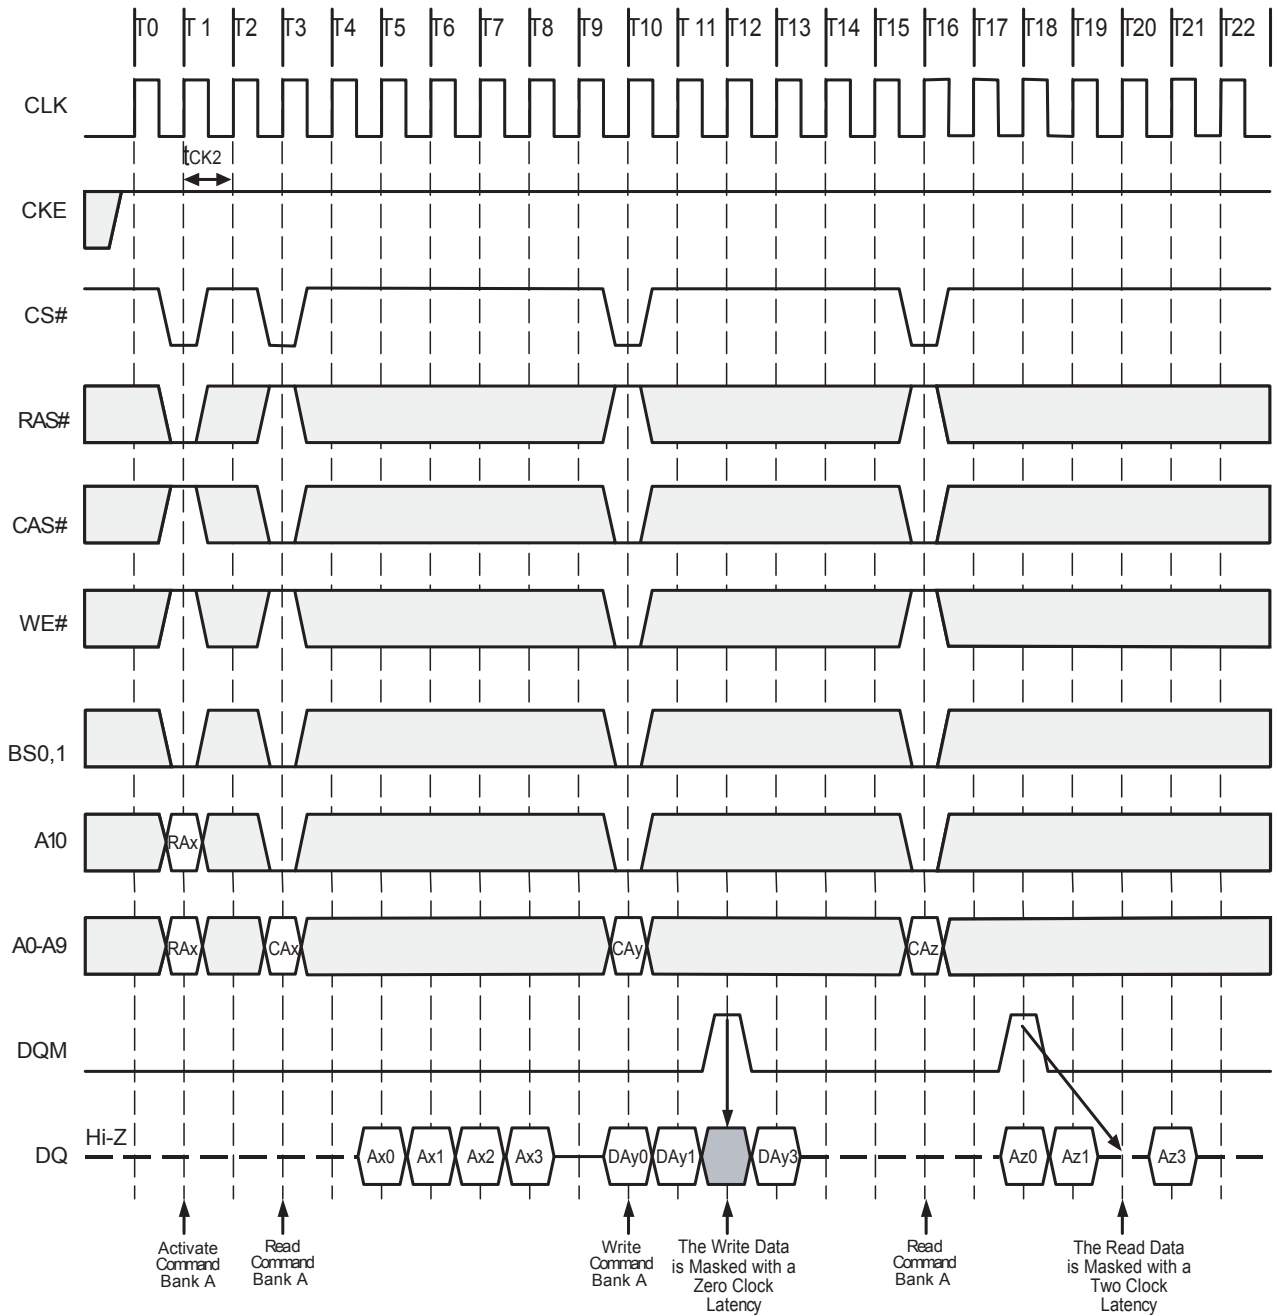 T0 T 1 T2 T3 T4 T5 T6 T7 T8 T9 T10 T 11 T12 T13 T14 T15 T16 T17 T18 T19 T20 T21 T22
CLK
tCK2
CKE
CS#
RAS#
CAS#
WE#
BS0,1
A10
RAx
A0-A9
RAx CAx CAy CAz
DQM
Hi-Z
DQ
Ax0 Ax1 Ax2 Ax3 DAy0 DAy1 DAy3 Az0 Az1 Az3
Activate
Command
Bank A
Read
Command
Bank A
Write
Command
Bank A
The Write Data
is Masked with a
Zero Clock
Latency
Read
Command
Bank A
The Read Data
is Masked with a
Two Clock
Latency